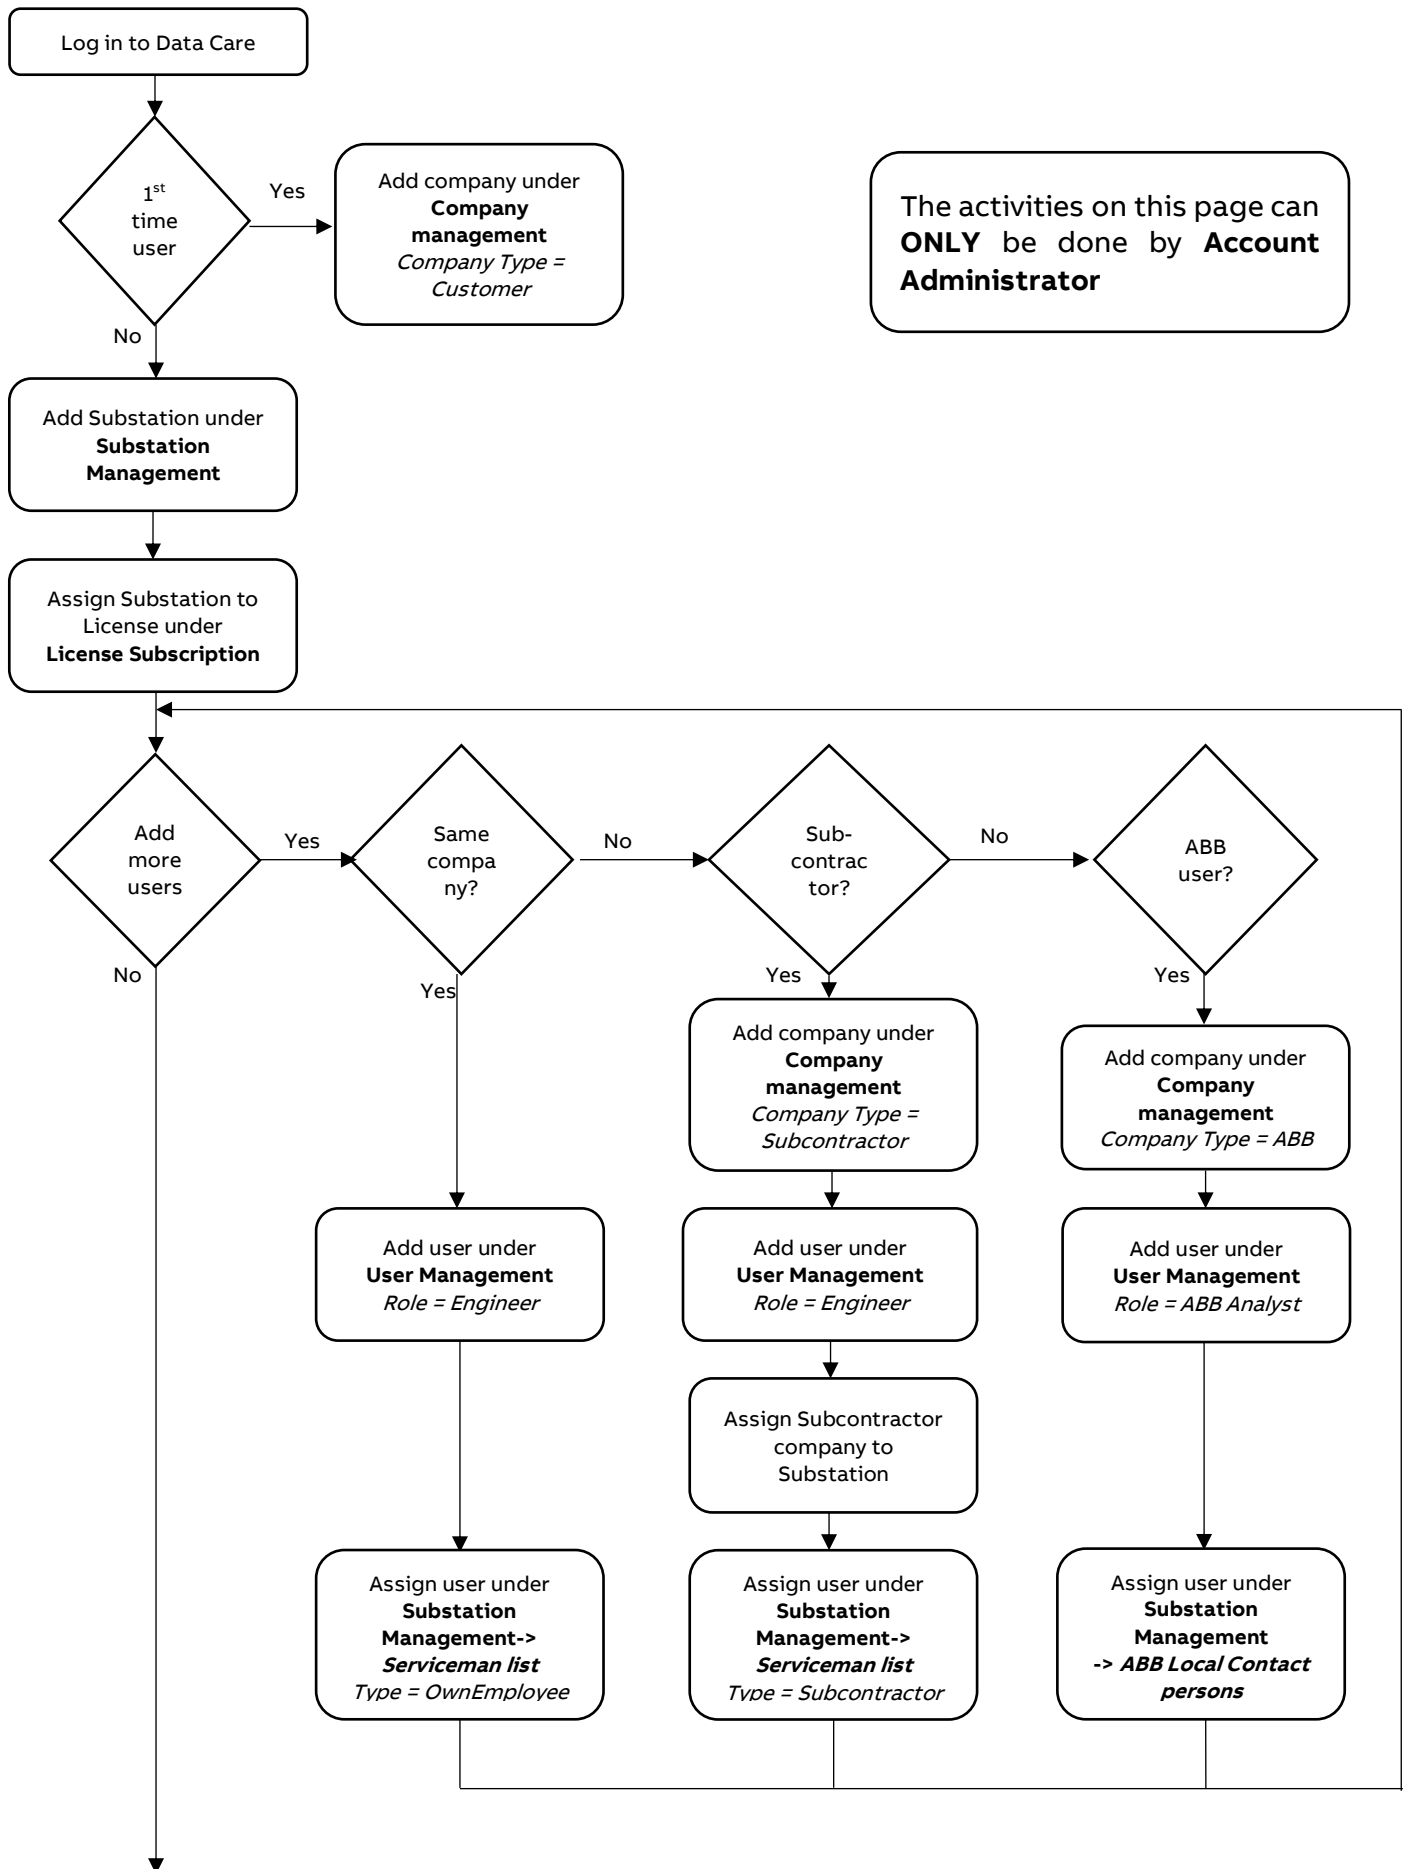 Log in to Data Care
1st
time
user
Yes
Add company under
Company
management
Company Type =
Customer
The activities on this page can
ONLY be done by Account
Administrator
No
Add Substation under
Substation
Management
Assign Substation to
License under
License Subscription
Add
more
users
Yes
Same
compa
ny?
No
Sub-
contrac
tor?
No
ABB
user?
No
Yes
Yes
Yes
Add company under
Company
management
Company Type =
Subcontractor
Add company under
Company
management
Company Type = ABB
Add user under
User Management
Role = Engineer
Add user under
User Management
Role = Engineer
Add user under
User Management
Role = ABB Analyst
Assign Subcontractor
company to
Substation
Assign user under
Substation
Management->
Serviceman list
Type = OwnEmployee
Assign user under
Substation
Management->
Serviceman list
Type = Subcontractor
Assign user under
Substation
Management
-> ABB Local Contact
persons